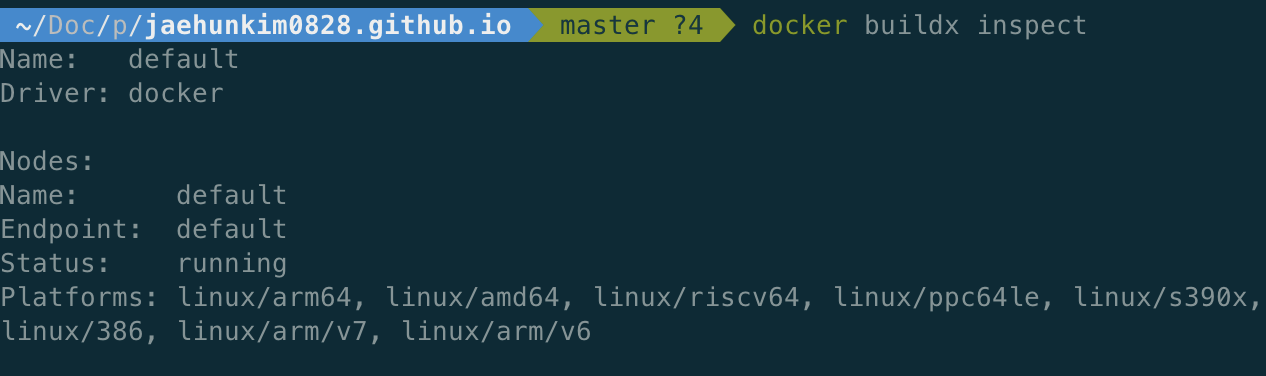 ~/Doc/p/jaehunkim0828.github.io master ?4 docker buildx inspect
Name: default
Driver: docker
Nodes:
Name: default
Endpoint: default
Status: running
Platforms: linux/arm64, linux/amd64, linux/riscv64, linux/ppc64le, linux/s390x,
linux/386, linux/arm/v7, linux/arm/v6